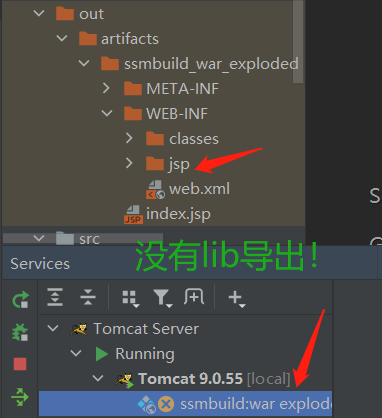 out
artifacts
ssmbuild_war_exploded
META-INF
WEB-INF
classes
jsp
web.xml
index.jsp
src
没有lib导出！
Services
Tomcat Server
Running
Tomcat 9.0.55 [local]
ssmbuild:war explod